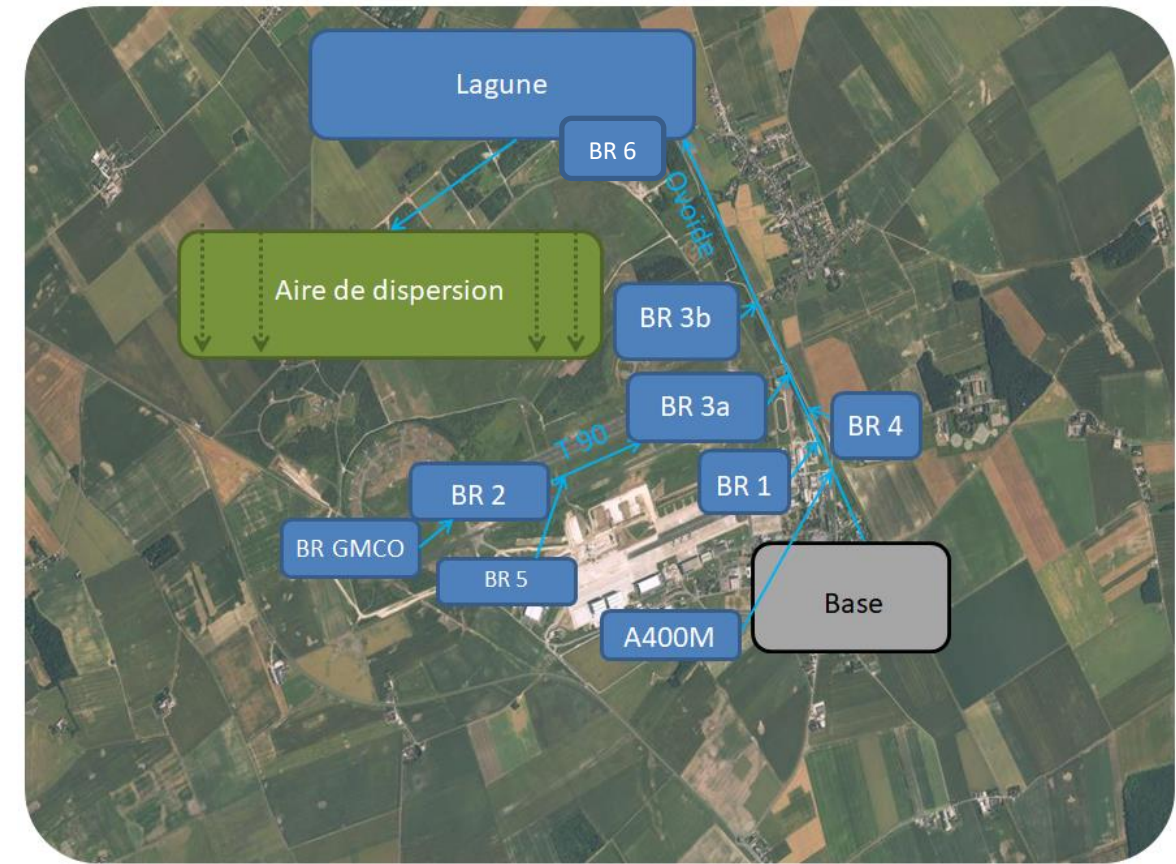 Lagune
BR 6
Ovoïde
Aire de dispersion
BR 3b
BR 3a
BR 4
T 90
BR 2
BR 1
BR GMCO
BR 5
Base
A400M